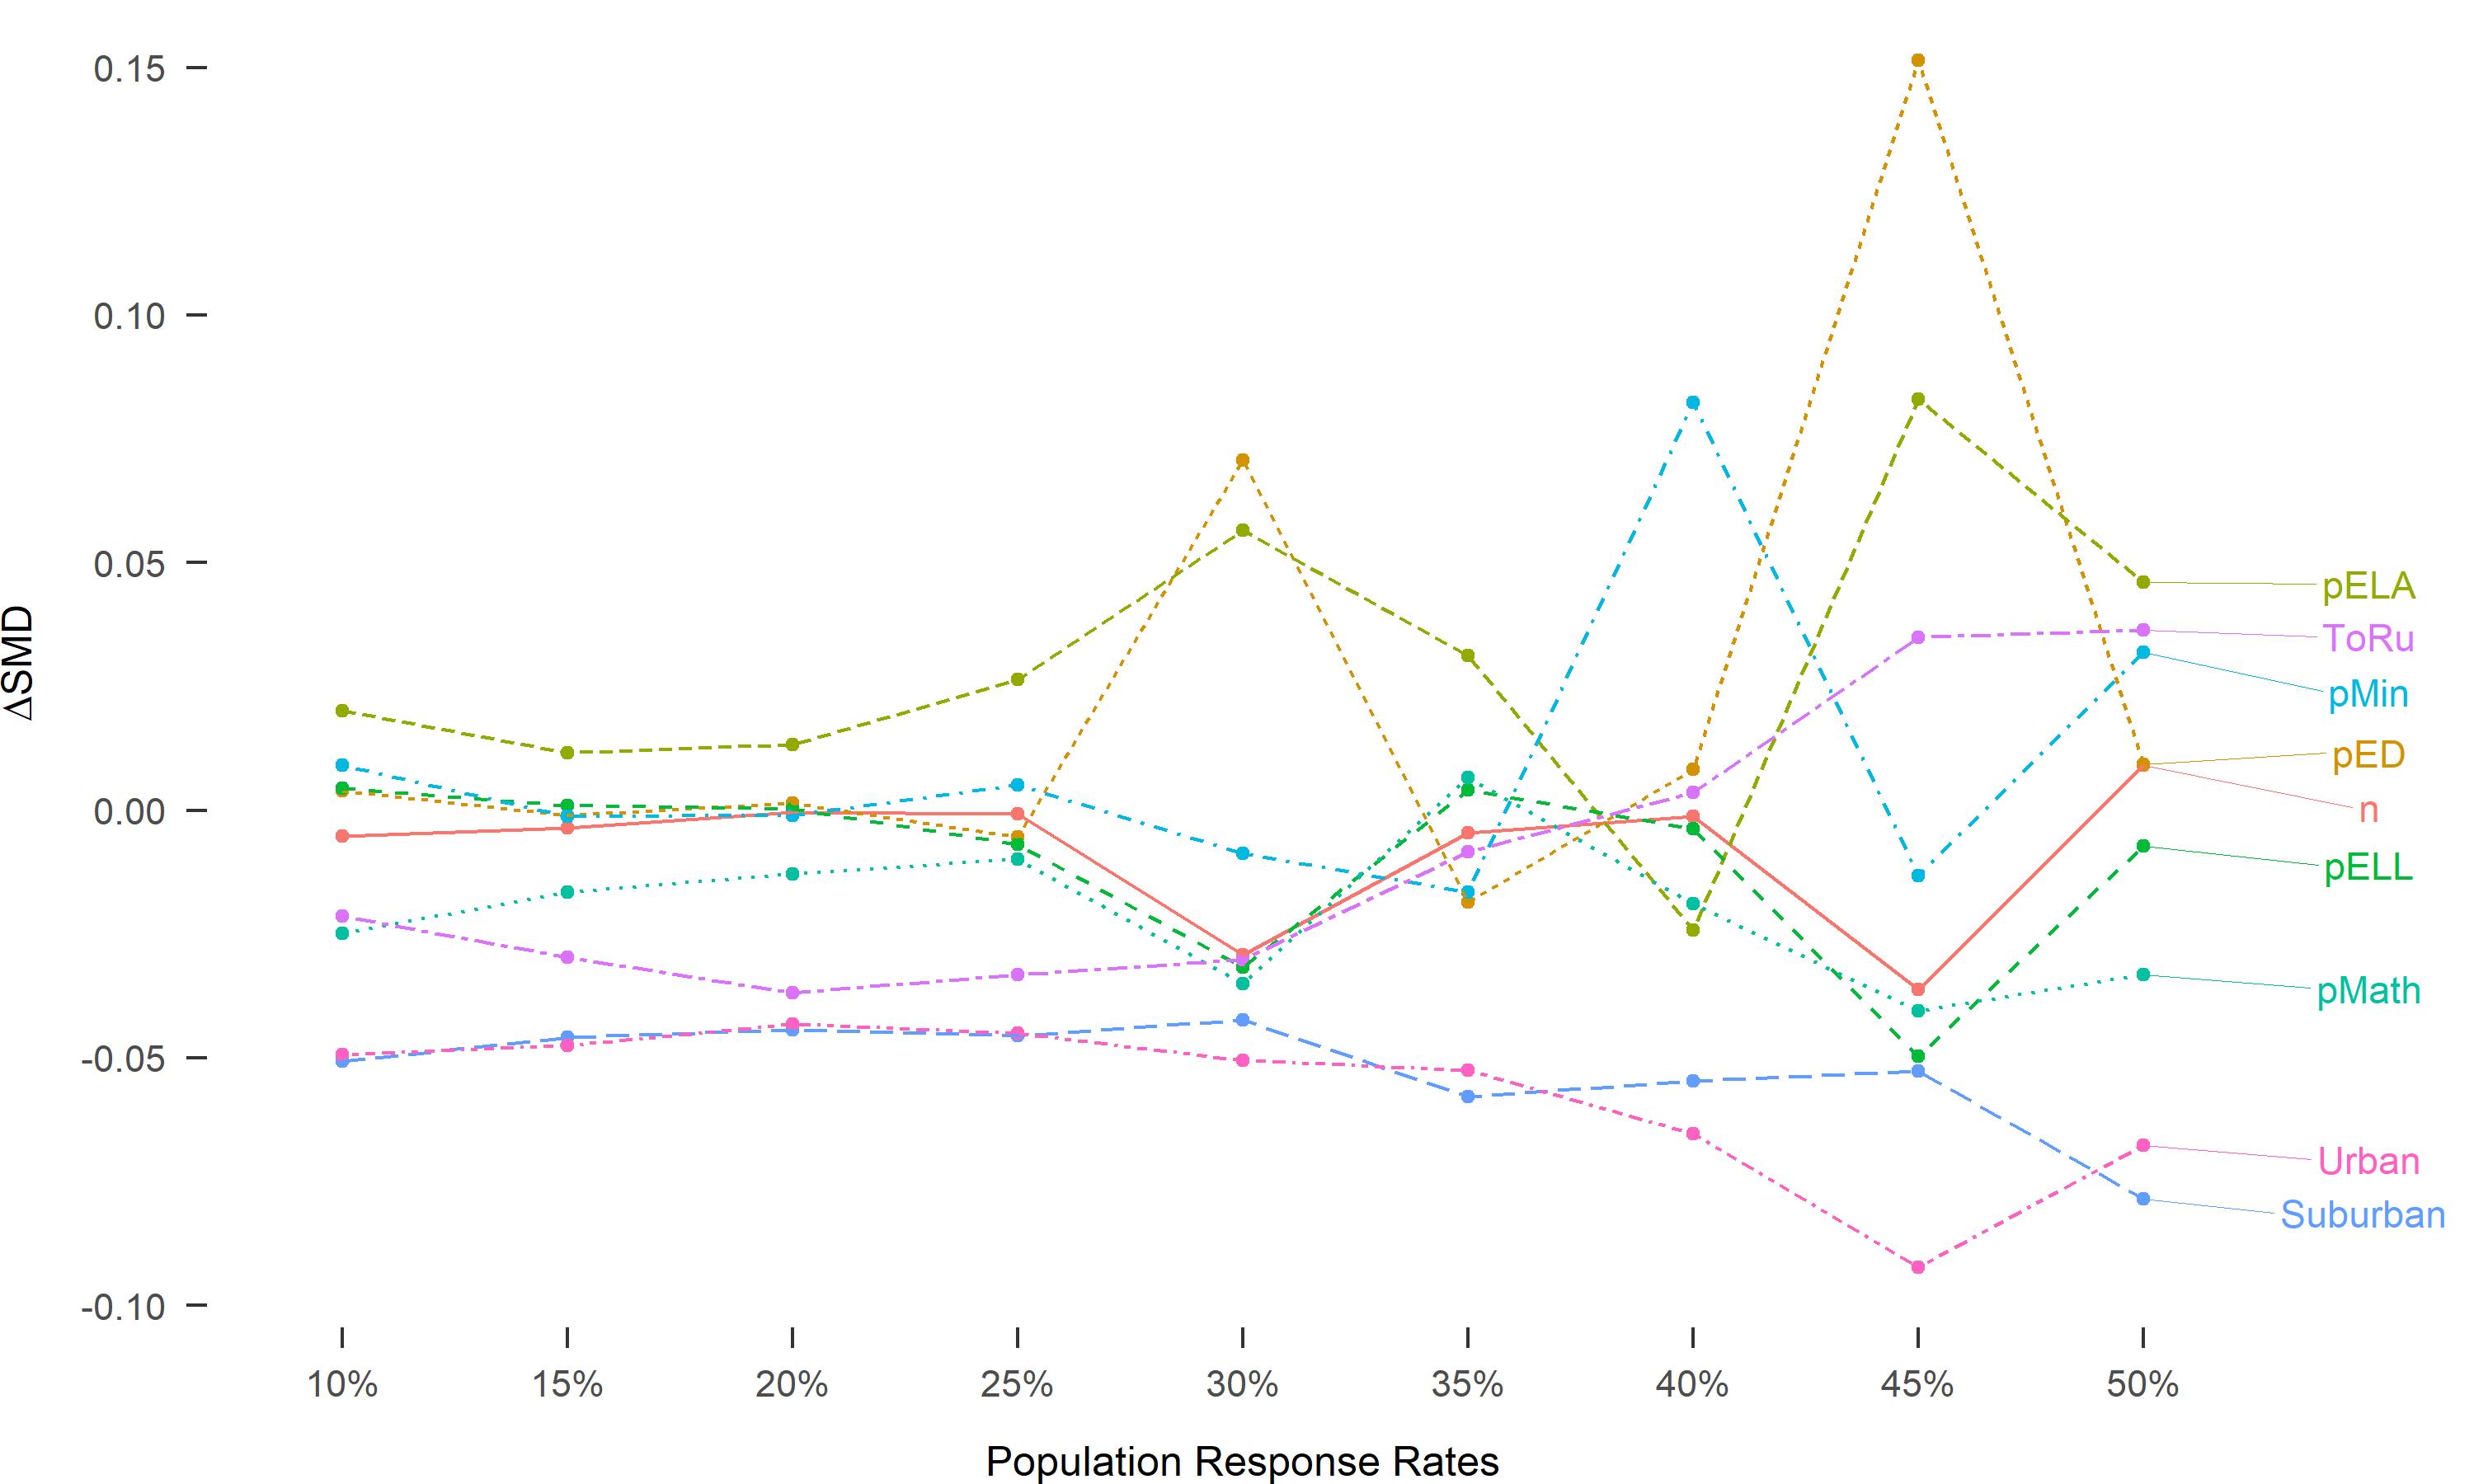 0.15
0.10
0.05
0.00
-0.05
-0.10
ΔSMD
pELA
ToRu
pMin
pED
n
pELL
pMath
Urban
Suburban
10% 15% 20% 25% 30% 35% 40% 45% 50%
Population Response Rates